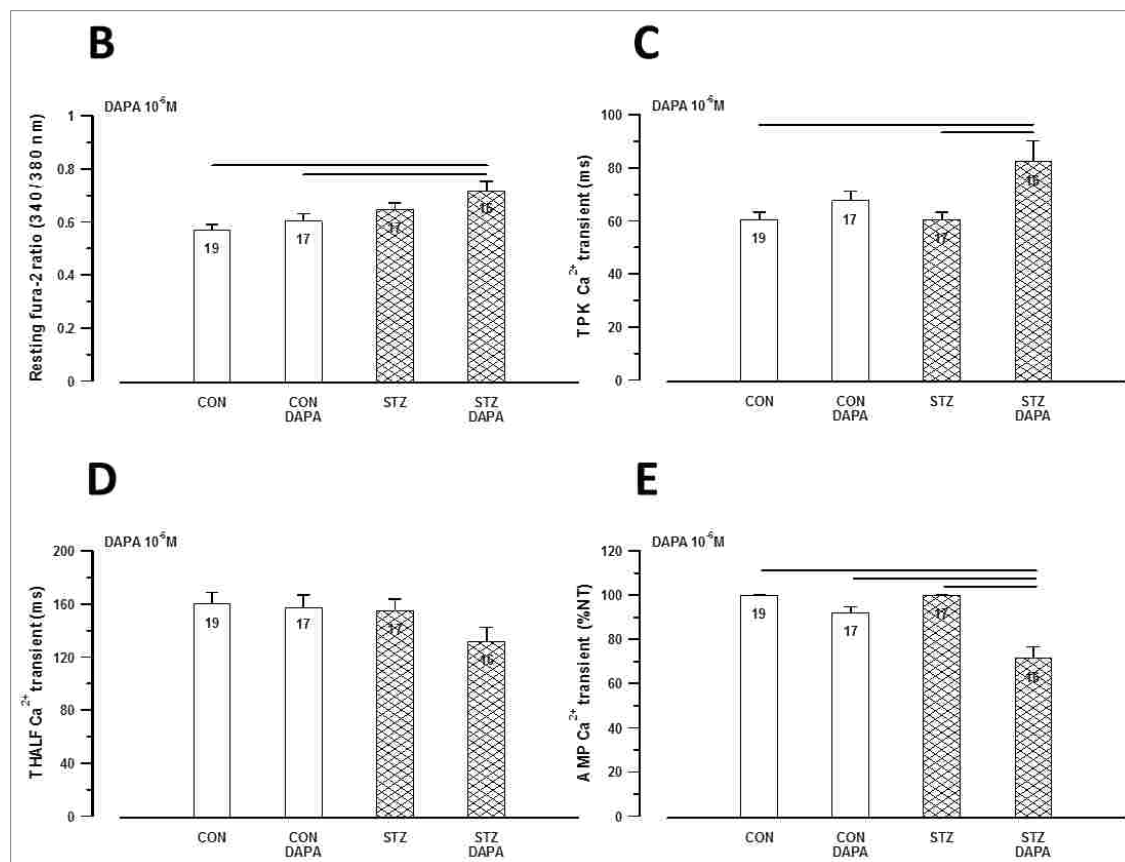 B
DAPA 10⁻⁶M
Resting fura-2 ratio (340 / 380 nm)
1
0.8
0.6
0.4
0.2
0
19
17
17
CON
CON
DAPA
STZ
STZ
DAPA
C
DAPA 10⁻⁶M
TPK Ca²⁺ transient (ms)
100
80
60
40
20
0
19
17
17
CON
CON
DAPA
STZ
STZ
DAPA
D
DAPA 10⁻⁶M
THALF Ca²⁺ transient (ms)
200
160
120
80
40
0
19
17
17
CON
CON
DAPA
STZ
STZ
DAPA
E
DAPA 10⁻⁶M
AMP Ca²⁺ transient (%NT)
120
100
80
60
40
20
0
19
17
17
CON
CON
DAPA
STZ
STZ
DAPA